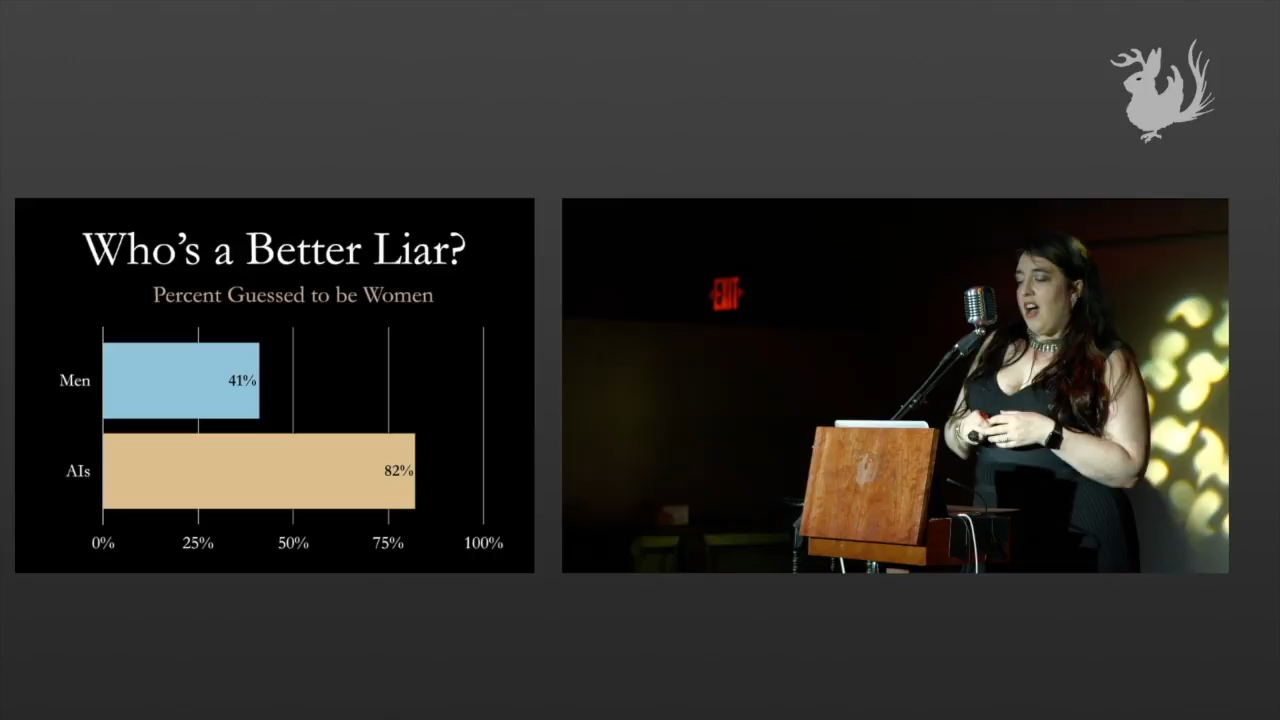 Who's a Better Liar?
Percent Guessed to be Women
Men
41%
AIs
82%
0% 25% 50% 75% 100%
EXIT